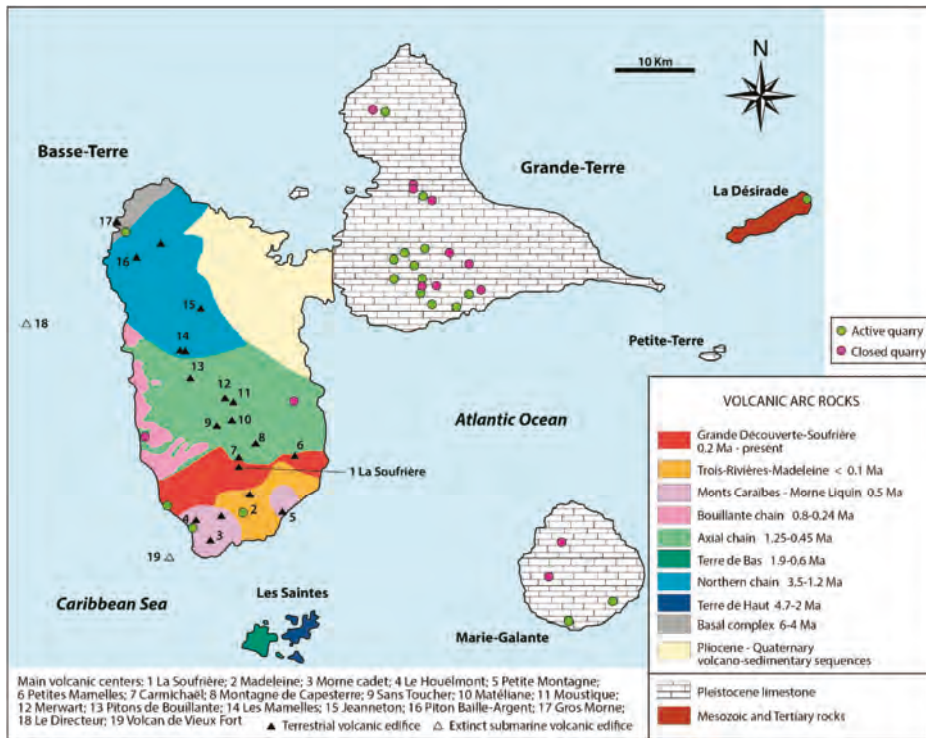 10 Km
N
Basse-Terre
Grande-Terre
La Désirade
17
16
15
18
14
Active quarry
Closed quarry
Petite-Terre
13
12
11
VOLCANIC ARC ROCKS
Atlantic Ocean
10
9
8
Grande Découverte-Soufrière
0.2 Ma - present
7
6
1 La Soufrière
Trois-Rivières-Madeleine < 0.1 Ma
Monts Caraïbes - Morne Liquin 0.5 Ma
2
5
4
3
Bouillante chain 0.8-0.24 Ma
Axial chain 1.25-0.45 Ma
19
Terre de Bas 1.9-0.6 Ma
Northern chain 3.5-1.2 Ma
Les Saintes
Caribbean Sea
Terre de Haut 4.7-2 Ma
Basal complex 6-4 Ma
Marie-Galante
Pliocene - Quaternary
volcano-sedimentary sequences
Pleistocene limestone
Mesozoic and Tertiary rocks
Main volcanic centers: 1 La Soufrière; 2 Madeleine; 3 Morne cadet; 4 Le Houëlmont; 5 Petite Montagne;
6 Petites Mamelles; 7 Carmichaël; 8 Montagne de Capesterre; 9 Sans Toucher; 10 Matéliane; 11 Moustique;
12 Merwart; 13 Pitons de Bouillante; 14 Les Mamelles; 15 Jeanneton; 16 Piton Baille-Argent; 17 Gros Morne;
18 Le Directeur; 19 Volcan de Vieux Fort
Terrestrial volcanic edifice
Extinct submarine volcanic edifice